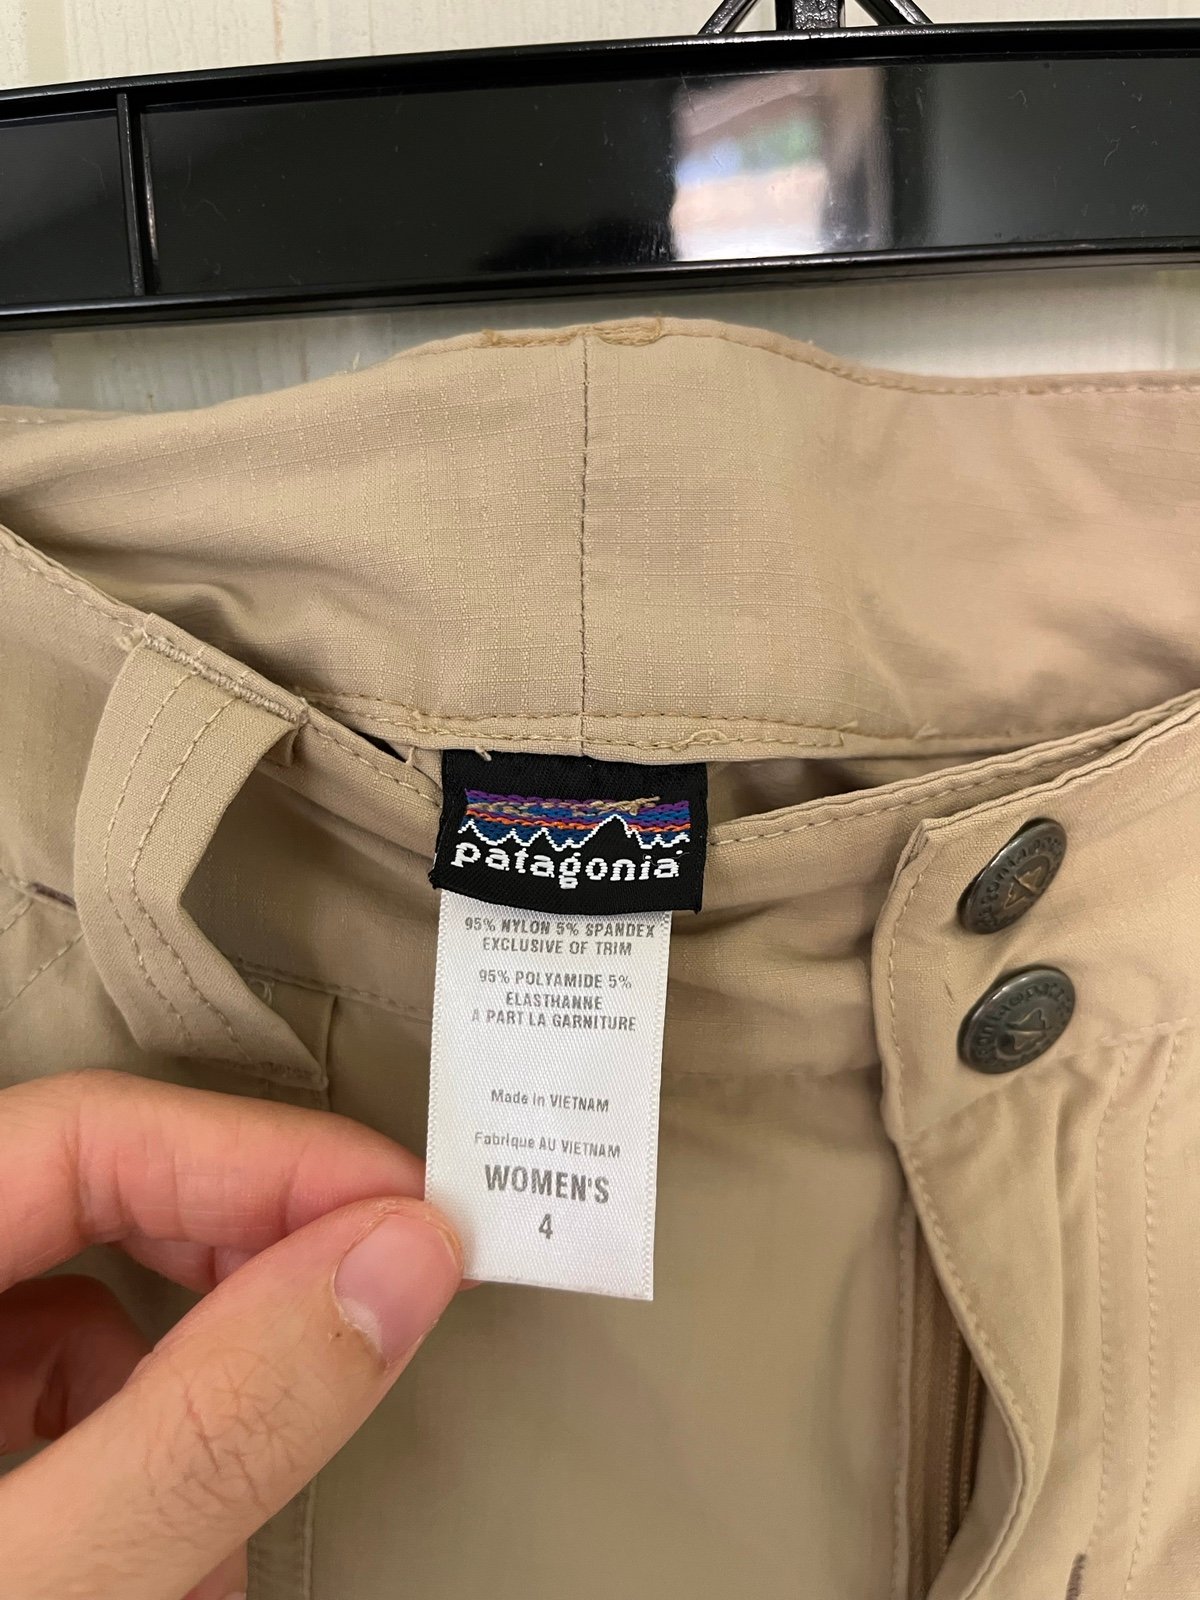 patagonia
95% NYLON 5% SPANDEX
EXCLUSIVE OF TRIM
95% POLYAMIDE 5%
ELASTHANNE
A PART LA GARNITURE
Made in VIETNAM
Fabrique AU VIETNAM
WOMEN'S
4